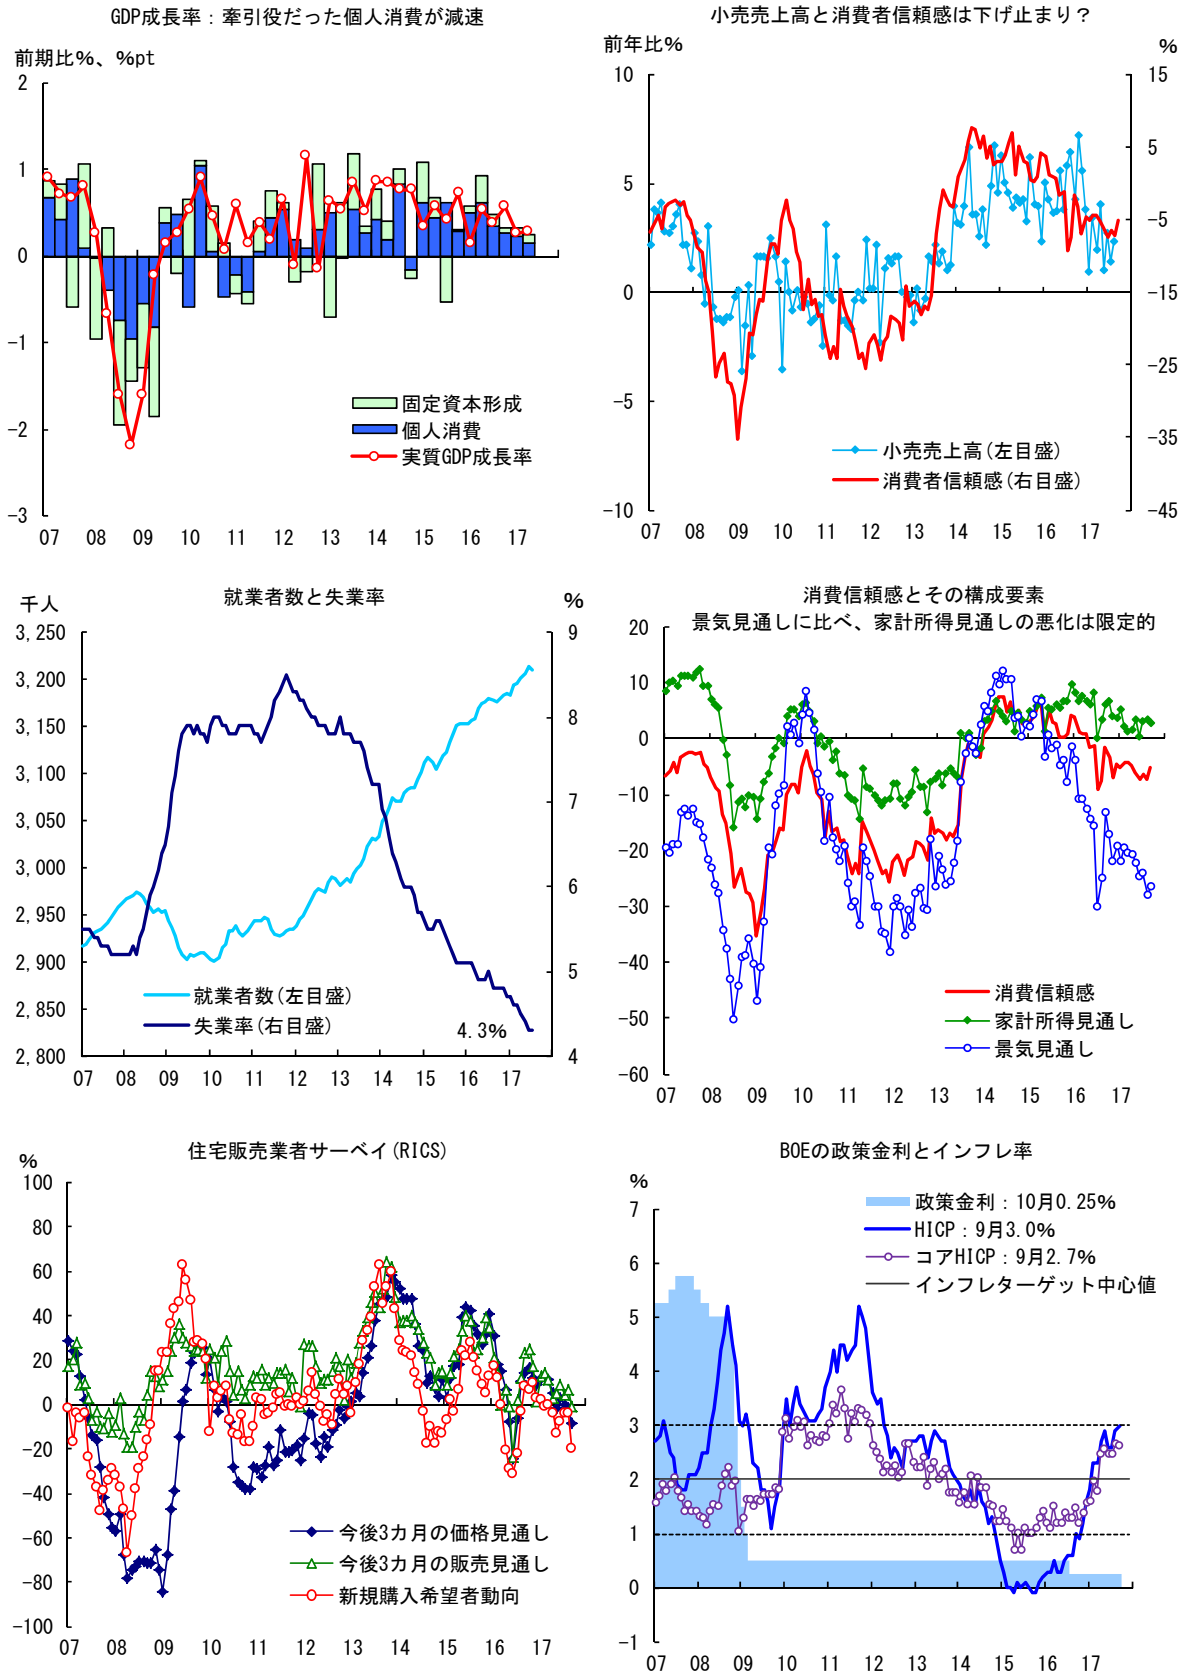 GDP成長率：牽引役だった個人消費が減速
前期比%、%pt
2
1
0
−1
−2
−3
固定資本形成
個人消費
実質GDP成長率
07 08 09 10 11 12 13 14 15 16 17
小売売上高と消費者信頼感は下げ止まり？
前年比%
%
10
5
0
−5
−10
15
5
−5
−15
−25
−35
−45
小売売上高(左目盛)
消費者信頼感(右目盛)
07 08 09 10 11 12 13 14 15 16 17
就業者数と失業率
千人
%
3,250
3,200
3,150
3,100
3,050
3,000
2,950
2,900
2,850
2,800
9
8
7
6
5
4
就業者数(左目盛)
失業率(右目盛)
4.3%
07 08 09 10 11 12 13 14 15 16 17
消費信頼感とその構成要素
景気見通しに比べ、家計所得見通しの悪化は限定的
20
10
0
−10
−20
−30
−40
−50
−60
消費信頼感
家計所得見通し
景気見通し
07 08 09 10 11 12 13 14 15 16 17
住宅販売業者サーベイ(RICS)
%
100
80
60
40
20
0
−20
−40
−60
−80
−100
今後3カ月の価格見通し
今後3カ月の販売見通し
新規購入希望者動向
07 08 09 10 11 12 13 14 15 16 17
BOEの政策金利とインフレ率
%
7
6
5
4
3
2
1
0
−1
政策金利：10月0.25%
HICP：9月3.0%
コアHICP：9月2.7%
インフレターゲット中心値
07 08 09 10 11 12 13 14 15 16 17